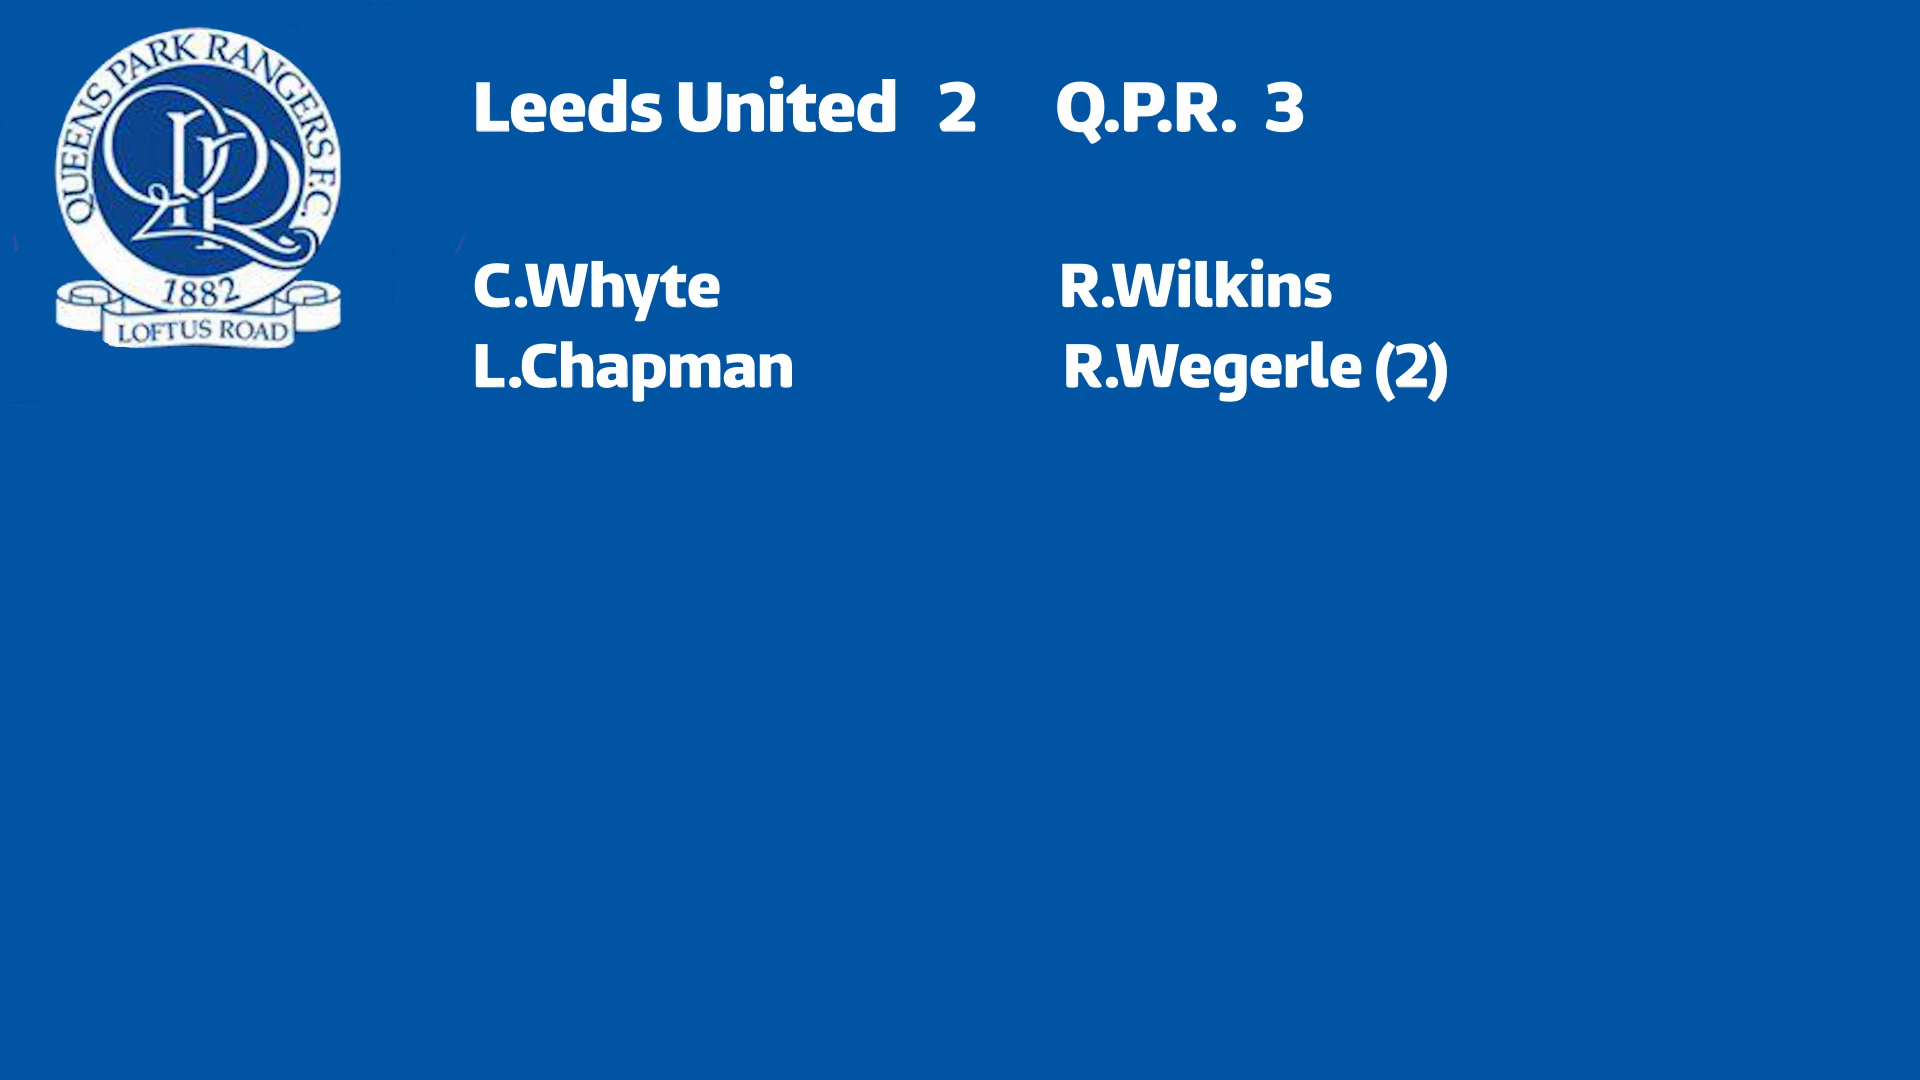 QUEENS PARK RANGERS F.C.
1882
LOFTUS ROAD
Leeds United 2 Q.P.R. 3
C.Whyte R.Wilkins
L.Chapman R.Wegerle (2)